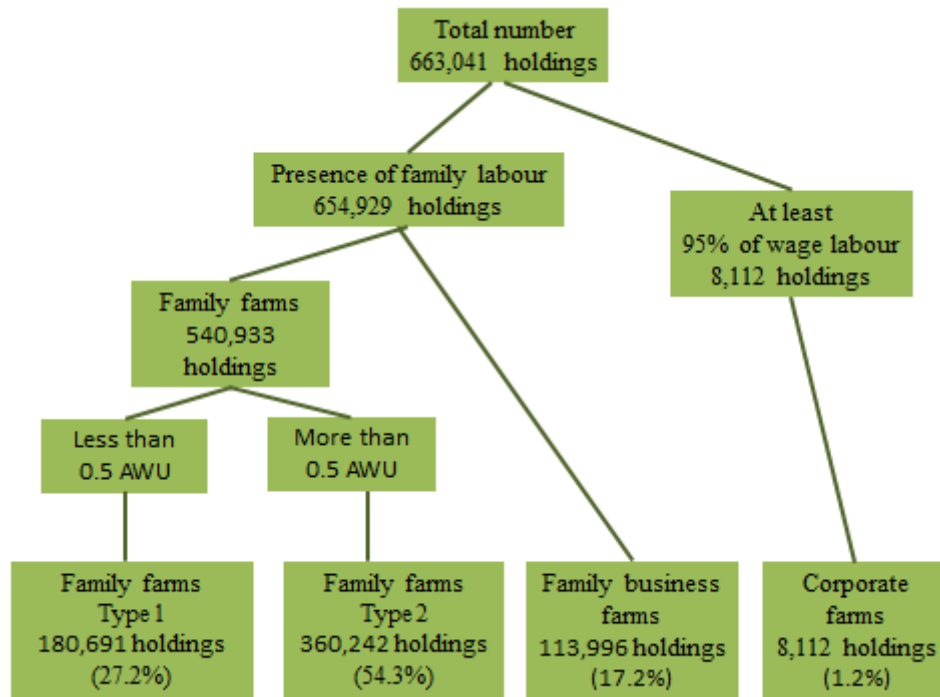 Total number
663,041 holdings
Presence of family labour
654,929 holdings
At least
95% of wage labour
8,112 holdings
Family farms
540,933
holdings
Less than
0.5 AWU
More than
0.5 AWU
Family farms
Type 1
180,691 holdings
(27.2%)
Family farms
Type 2
360,242 holdings
(54.3%)
Family business
farms
113,996 holdings
(17.2%)
Corporate
farms
8,112 holdings
(1.2%)